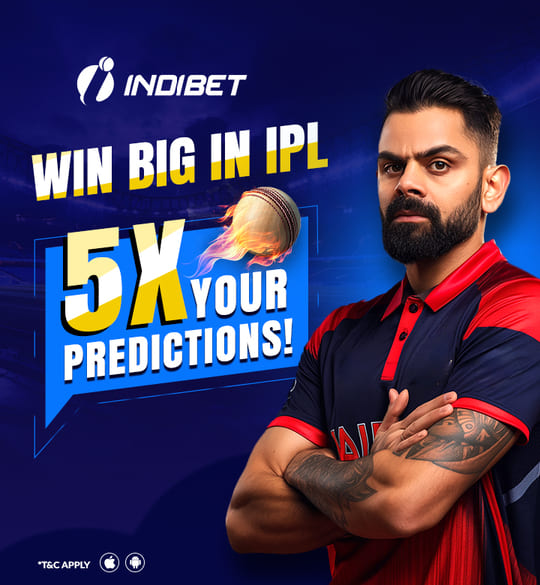 INDIBET
WIN BIG IN IPL
5X YOUR
PREDICTIONS!
*T&C APPLY